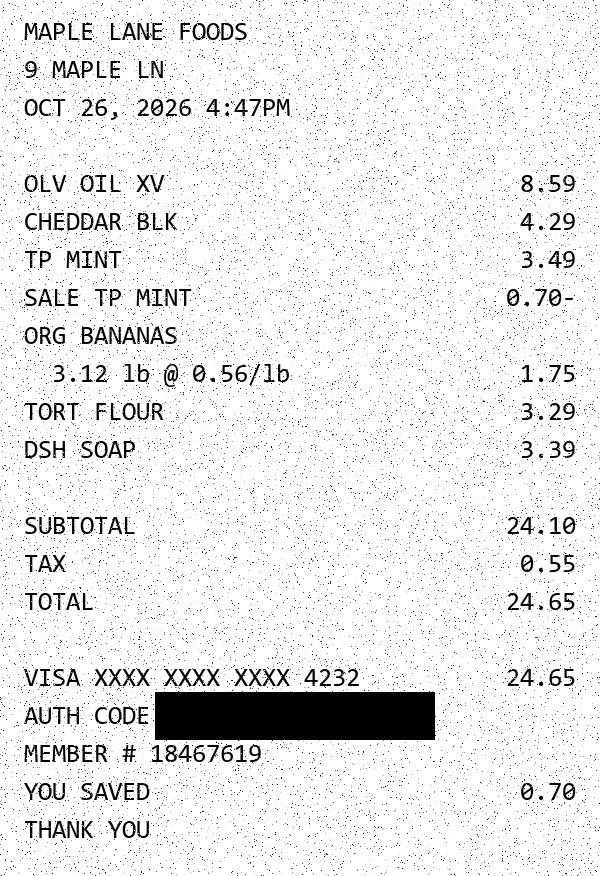 MAPLE LANE FOODS
9 MAPLE LN
OCT 26, 2026 4:47PM
OLV OIL XV 8.59
CHEDDAR BLK 4.29
TP MINT 3.49
SALE TP MINT 0.70-
ORG BANANAS
3.12 lb @ 0.56/lb 1.75
TORT FLOUR 3.29
DSH SOAP 3.39
SUBTOTAL 24.10
TAX 0.55
TOTAL 24.65
VISA XXXX XXXX XXXX 4232 24.65
AUTH CODE
MEMBER # 18467619
YOU SAVED 0.70
THANK YOU